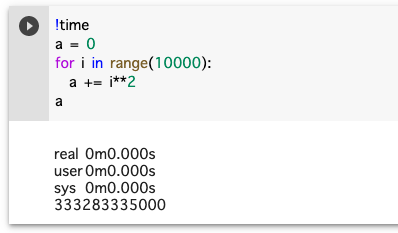 !time
a = 0
for i in range(10000):
  a += i**2
a
real 0m0.000s
user 0m0.000s
sys 0m0.000s
333283335000